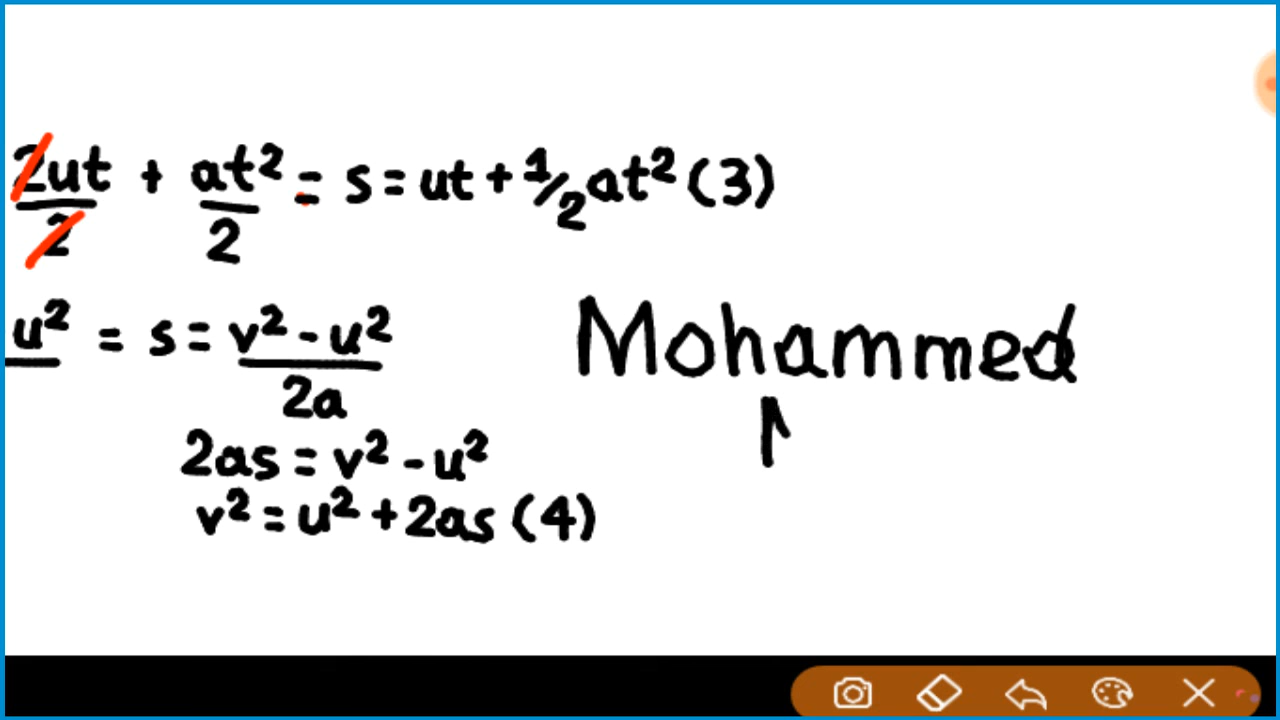 2ut/2 + at²/2 = s = ut + 1/2at² (3)
u² = s = v² - u²/2a
Mohammed
2as = v² - u²
v² = u² + 2as (4)